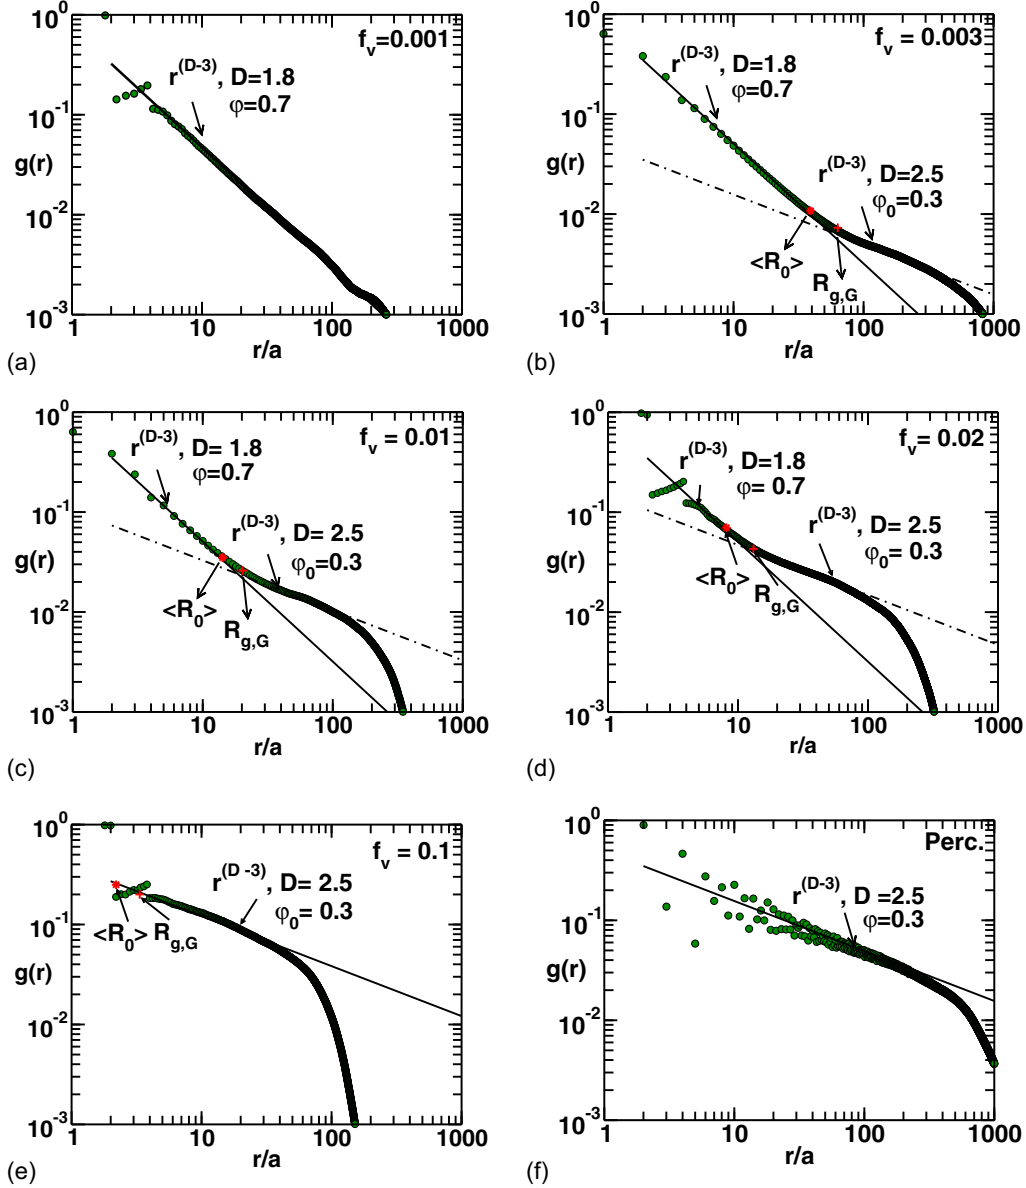 10^0
f_v=0.001
r^(D-3), D=1.8
φ=0.7
10^-1
g(r)
10^-2
10^-3
1 10 100 1000
r/a
(a)
10^0
f_v = 0.003
r^(D-3), D=1.8
φ=0.7
10^-1
g(r)
r^(D-3), D=2.5
φ_0=0.3
10^-2
<R_0>
R_g,G
10^-3
1 10 100 1000
r/a
(b)
10^0
f_v = 0.01
r^(D-3), D= 1.8
φ=0.7
10^-1
r^(D-3), D= 2.5
φ_0=0.3
g(r)
10^-2
<R_0>
R_g,G
10^-3
1 10 100 1000
r/a
(c)
10^0
f_v = 0.02
r^(D-3), D=1.8
φ= 0.7
10^-1
r^(D-3), D= 2.5
φ_0= 0.3
g(r)
<R_0>
R_g,G
10^-2
10^-3
1 10 100 1000
r/a
(d)
10^0
f_v = 0.1
r^(D -3), D= 2.5
φ_0= 0.3
10^-1
<R_0> R_g,G
g(r)
10^-2
10^-3
1 10 100 1000
r/a
(e)
10^0
Perc.
r^(D-3), D =2.5
φ=0.3
10^-1
g(r)
10^-2
10^-3
1 10 100 1000
r/a
(f)